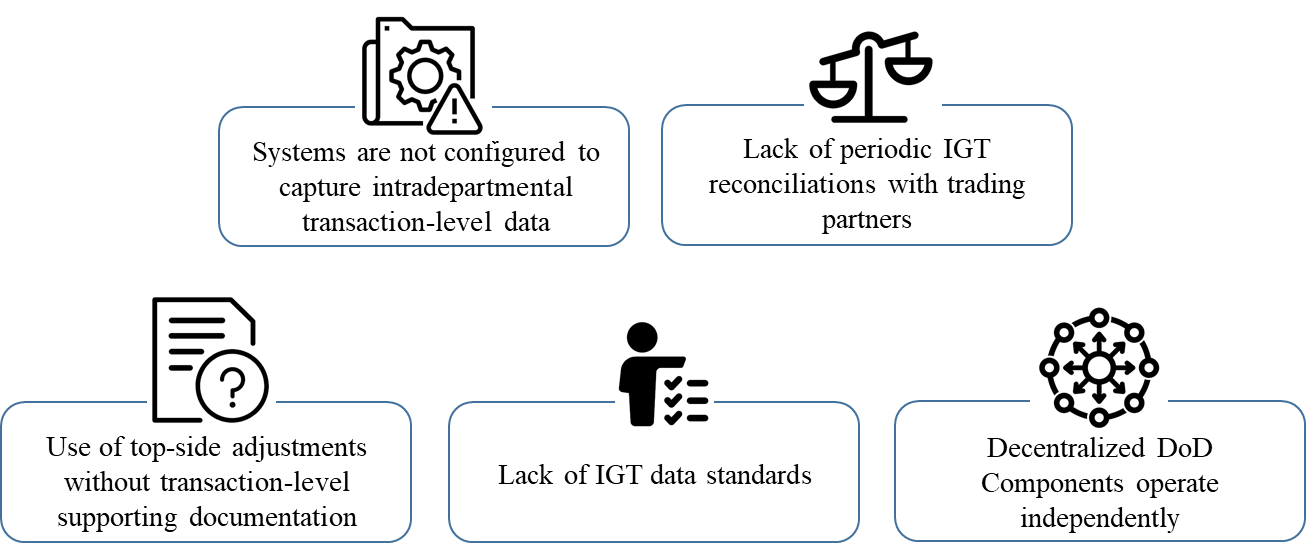 Systems are not configured to
capture intradepartmental
transaction-level data
Lack of periodic IGT
reconciliations with trading
partners
Use of top-side adjustments
without transaction-level
supporting documentation
Lack of IGT data standards
Decentralized DoD
Components operate
independently